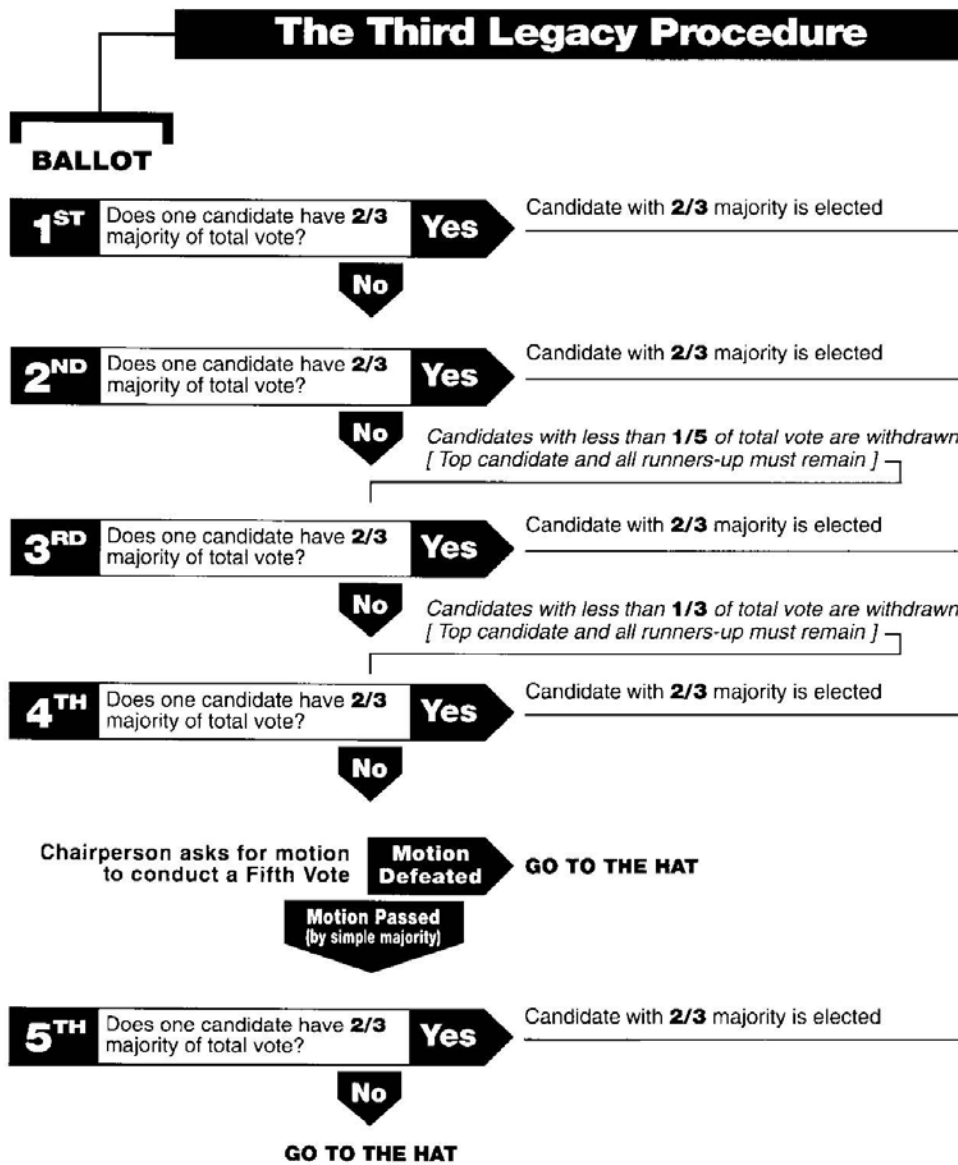 The Third Legacy Procedure
BALLOT
1ST
Does one candidate have 2/3
majority of total vote?
Yes
Candidate with 2/3 majority is elected
No
2ND
Does one candidate have 2/3
majority of total vote?
Yes
Candidate with 2/3 majority is elected
No
Candidates with less than 1/5 of total vote are withdrawn
[ Top candidate and all runners-up must remain ]
3RD
Does one candidate have 2/3
majority of total vote?
Yes
Candidate with 2/3 majority is elected
No
Candidates with less than 1/3 of total vote are withdrawn
[ Top candidate and all runners-up must remain ]
4TH
Does one candidate have 2/3
majority of total vote?
Yes
Candidate with 2/3 majority is elected
No
Chairperson asks for motion
to conduct a Fifth Vote
Motion
Defeated
GO TO THE HAT
Motion Passed
(by simple majority)
5TH
Does one candidate have 2/3
majority of total vote?
Yes
Candidate with 2/3 majority is elected
No
GO TO THE HAT